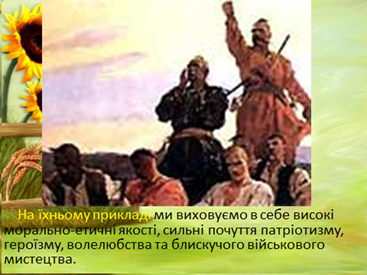 На їхньому прикладі ми виховуємо в себе високі
морально-етичні якості, сильні почуття патріотизму,
героїзму, волелюбства та блискучого військового
мистецтва.